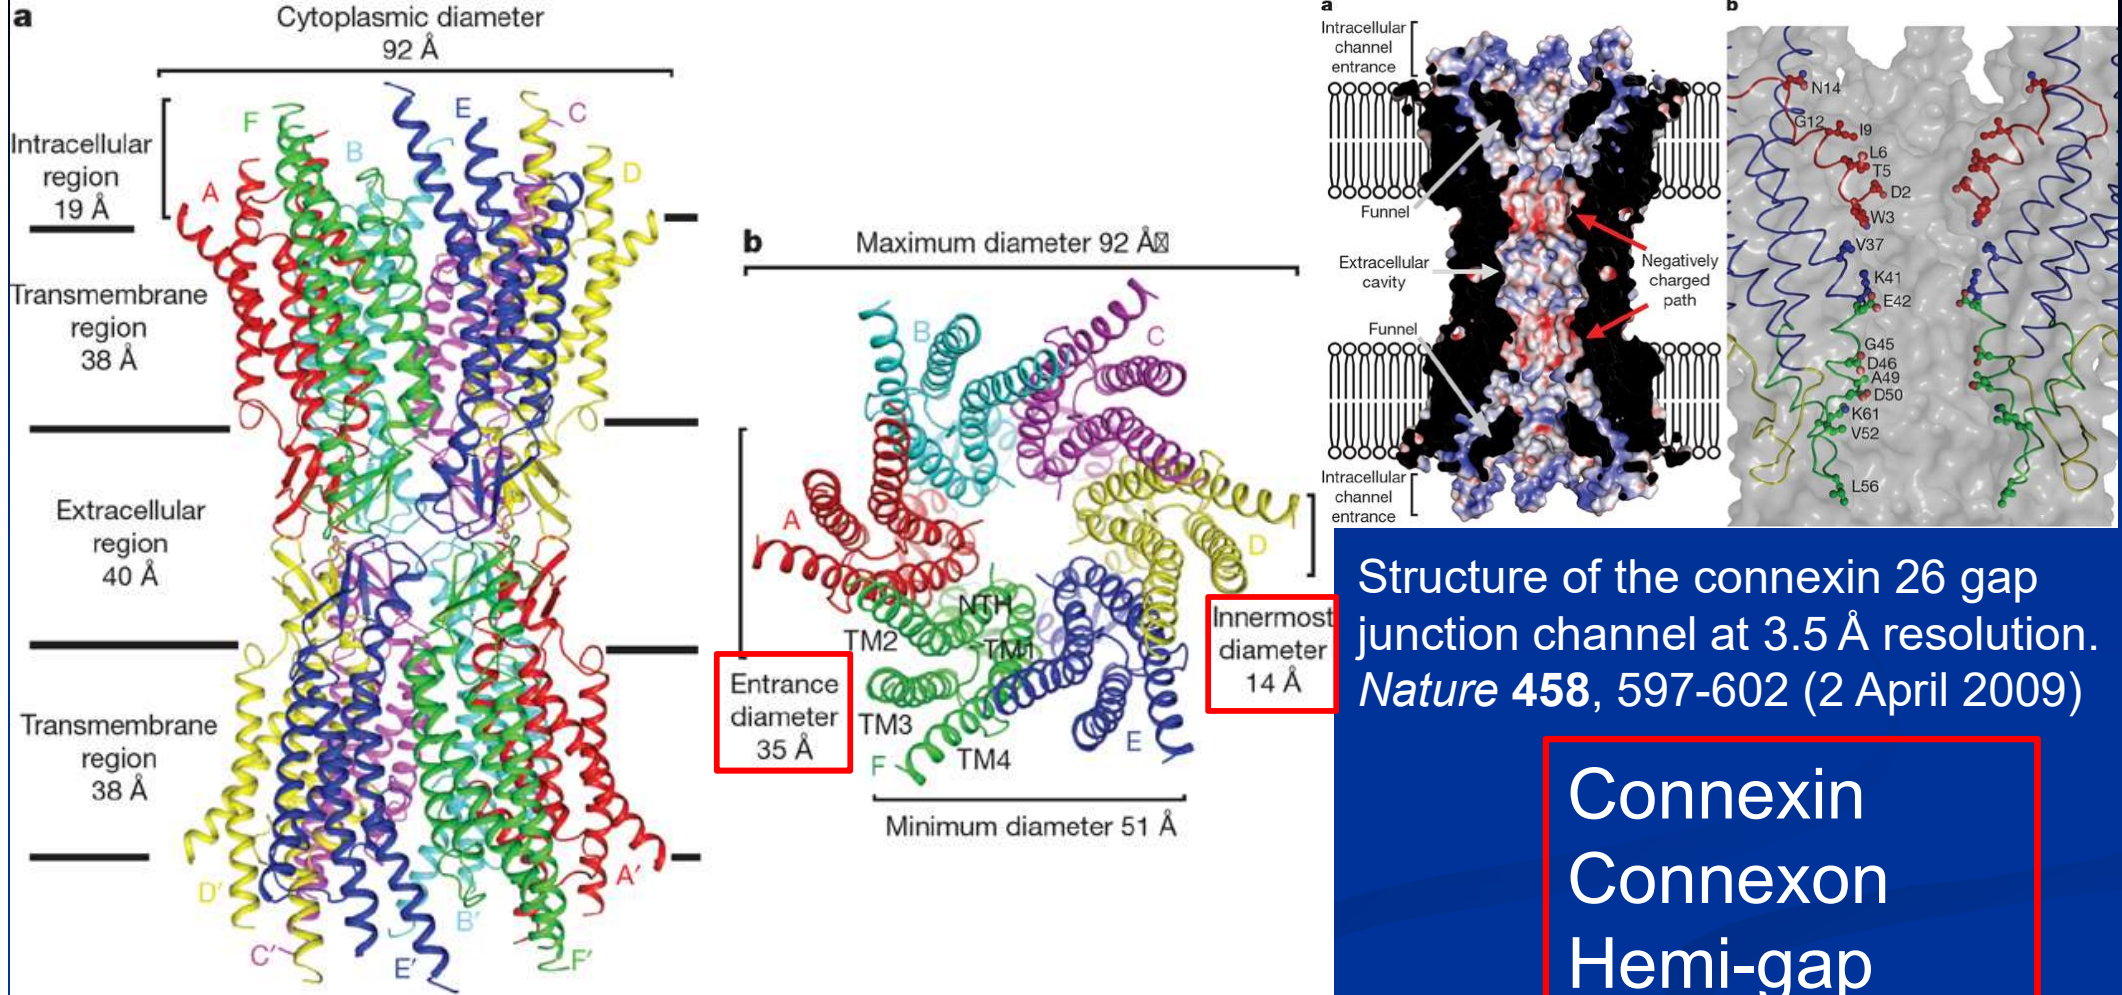 a
Cytoplasmic diameter
92 Å
F
E
C
B
D
A
Intracellular
region
19 Å
Transmembrane
region
38 Å
Extracellular
region
40 Å
Transmembrane
region
38 Å
D′
C′
E′
B′
F′
A′
b
Maximum diameter 92 Å
B
C
A
D
NTH
TM2
TM1
Entrance
diameter
35 Å
Innermost
diameter
14 Å
TM3
F
TM4
E
Minimum diameter 51 Å
a
Intracellular
channel
entrance
Funnel
Extracellular
cavity
Negatively
charged
path
Funnel
Intracellular
channel
entrance
b
N14
G12
I9
L6
T5
D2
W3
V37
K41
E42
G45
D46
A49
D50
K61
V52
L56
Structure of the connexin 26 gap
junction channel at 3.5 Å resolution.
Nature 458, 597-602 (2 April 2009)
Connexin
Connexon
Hemi-gap